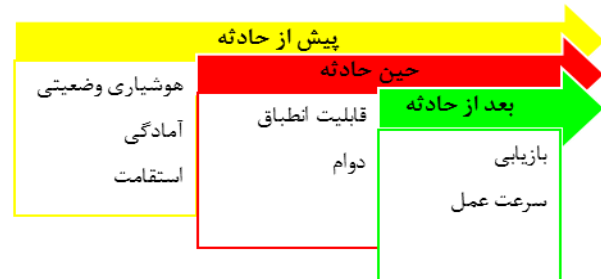 پیش از حادثه
هوشیاری وضعیتی
آمادگی
استقامت
حین حادثه
قابلیت انطباق
دوام
بعد از حادثه
بازیابی
سرعت عمل